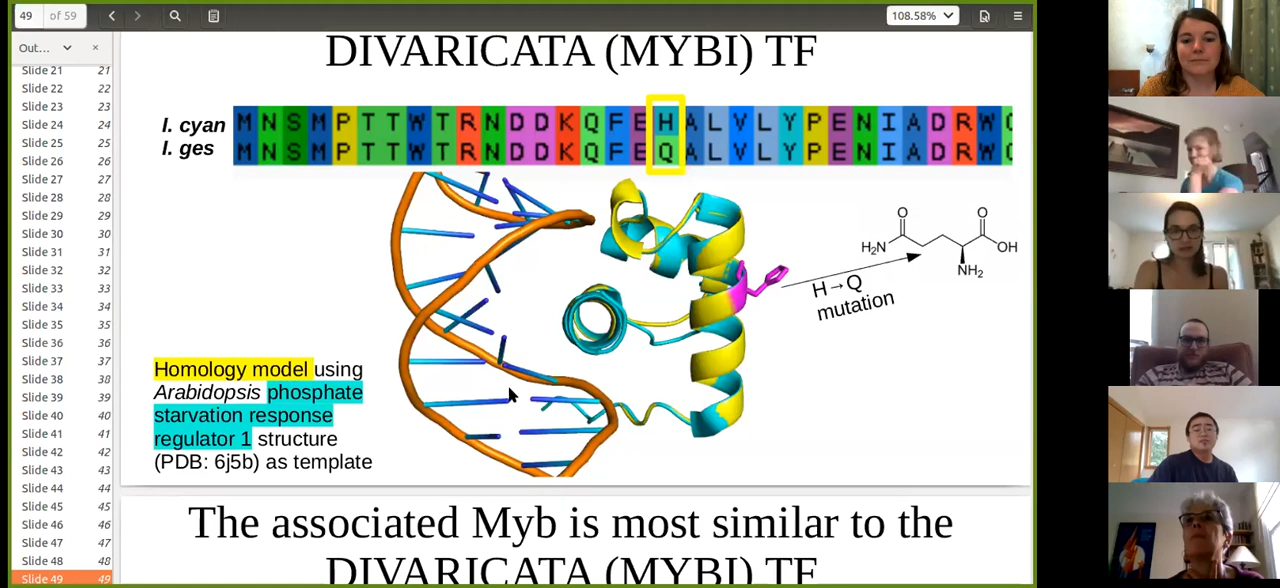 49 of 59
108.58%
Out...
Slide 21 21
Slide 22 22
Slide 23 23
Slide 24 24
Slide 25 25
Slide 26 26
Slide 27 27
Slide 28 28
Slide 29 29
Slide 30 30
Slide 31 31
Slide 32 32
Slide 33 33
Slide 34 34
Slide 35 35
Slide 36 36
Slide 37 37
Slide 38 38
Slide 39 39
Slide 40 40
Slide 41 41
Slide 42 42
Slide 43 43
Slide 44 44
Slide 45 45
Slide 46 46
Slide 47 47
Slide 48 48
Slide 49 49
DIVARICATA (MYBI) TF
I. cyan MNSMPTTWTRNDDKQFEHALVLYPENIADRW
I. ges MNSMPTTWTRNDDKQFEQALVLYPENIADRW
O O
H₂N OH
NH₂
H→Q
mutation
Homology model using
Arabidopsis phosphate
starvation response
regulator 1 structure
(PDB: 6j5b) as template
The associated Myb is most similar to the
DIVARICATA (MYBI) TF